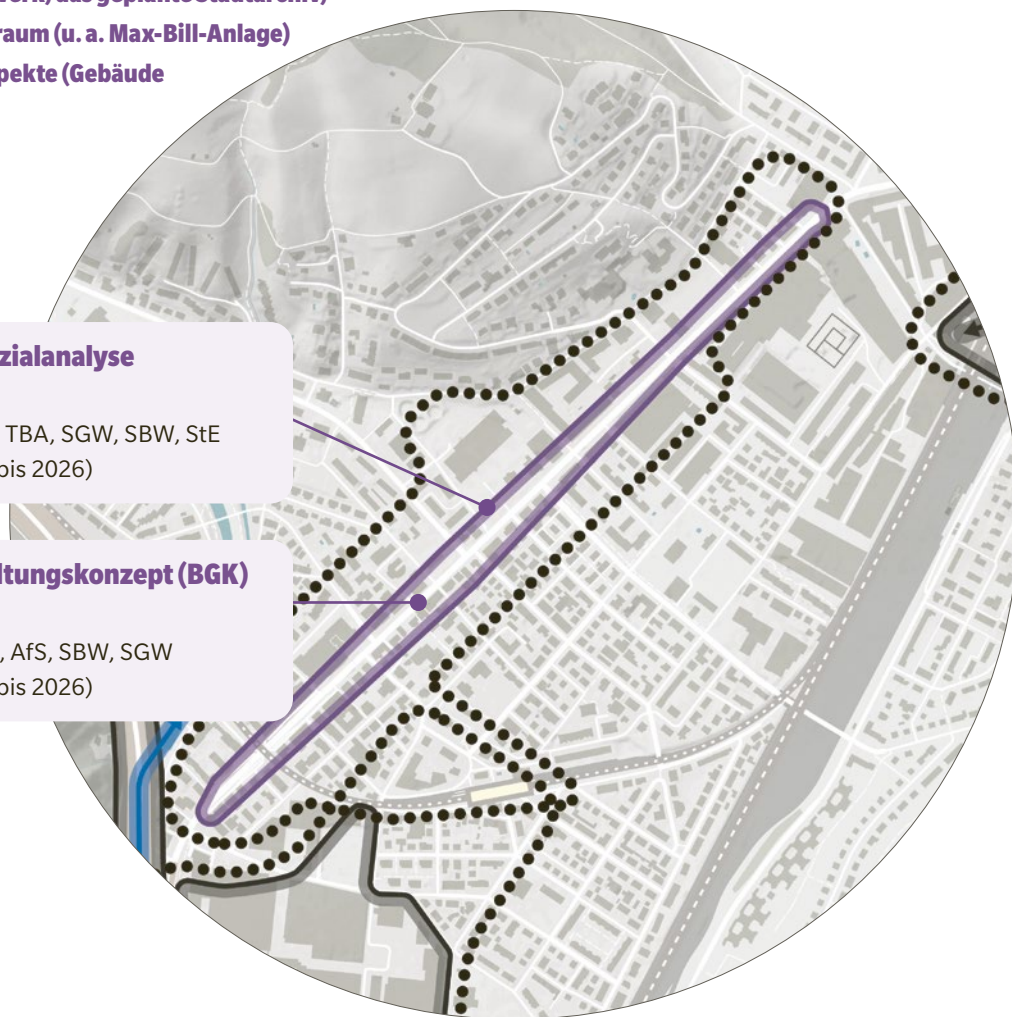 raum (u. a. Max-Bill-Anlage)
pekte (Gebäude
zialanalyse
TBA, SGW, SBW, StE
bis 2026)
ltungskonzept (BGK)
, AfS, SBW, SGW
bis 2026)